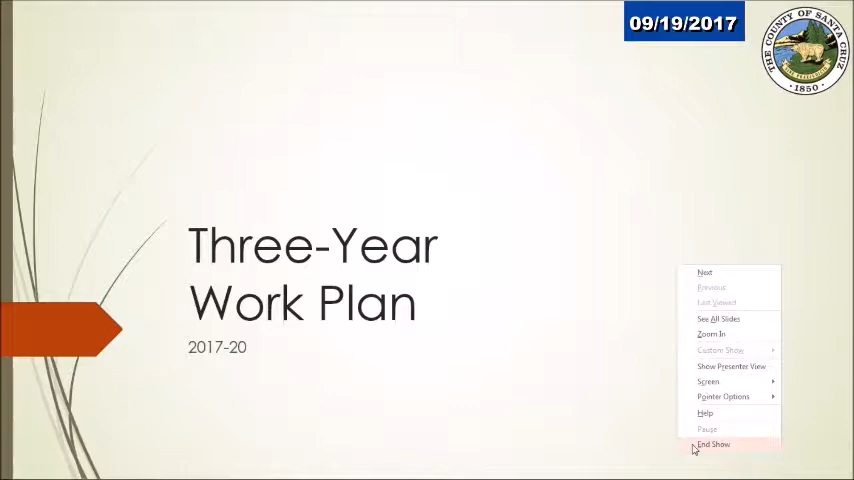 09/19/2017
THE COUNTY OF SANTA CRUZ
1850
Three-Year
Work Plan
2017-20
Next
Previous
Last Viewed
See All Slides
Zoom In
Custom Show
Show Presenter View
Screen
Pointer Options
Help
Pause
End Show